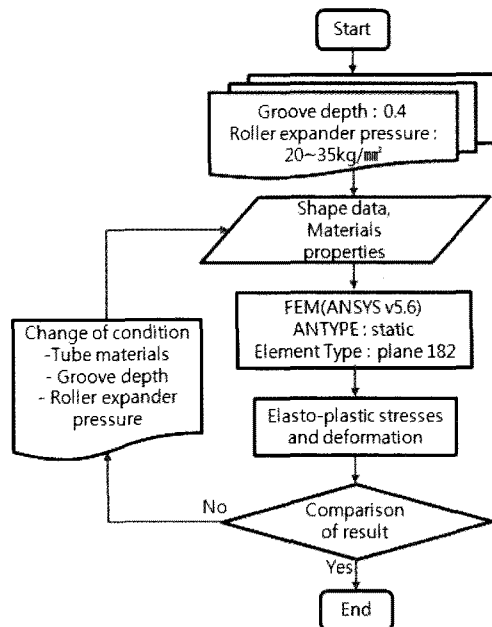 Start
Groove depth : 0.4
Roller expander pressure :
20~35kg/㎟
Shape data,
Materials
properties
FEM(ANSYS v5.6)
ANTYPE : static
Element Type : plane 182
Change of condition
-Tube materials
- Groove depth
- Roller expander
pressure
Elasto-plastic stresses
and deformation
Comparison
of result
No
Yes
End